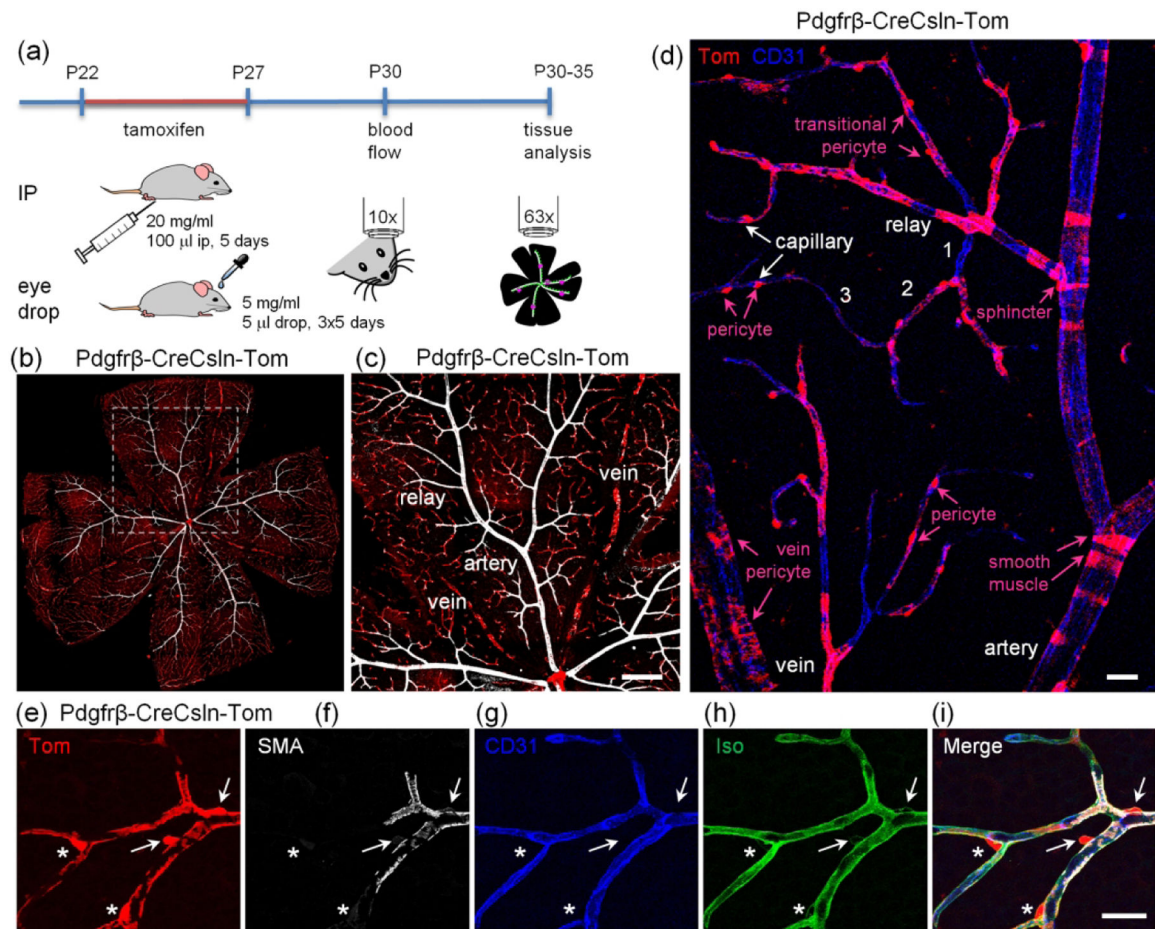 (a)
P22 P27 P30 P30-35
tamoxifen blood tissue
flow analysis
IP
20 mg/ml
100 µl ip, 5 days
10x
63x
eye
drop
5 mg/ml
5 µl drop, 3x5 days
(b) Pdgfrβ-CreCsln-Tom
(c) Pdgfrβ-CreCsln-Tom
relay
vein
artery
vein
Pdgfrβ-CreCsln-Tom
(d) Tom CD31
transitional
pericyte
relay
capillary
1
2
3
sphincter
pericyte
pericyte
vein
pericyte
smooth
muscle
artery
vein
(e) Pdgfrβ-CreCsln-Tom (f) (g) (h) (i)
Tom SMA CD31 Iso Merge
* * * * * * * * * *